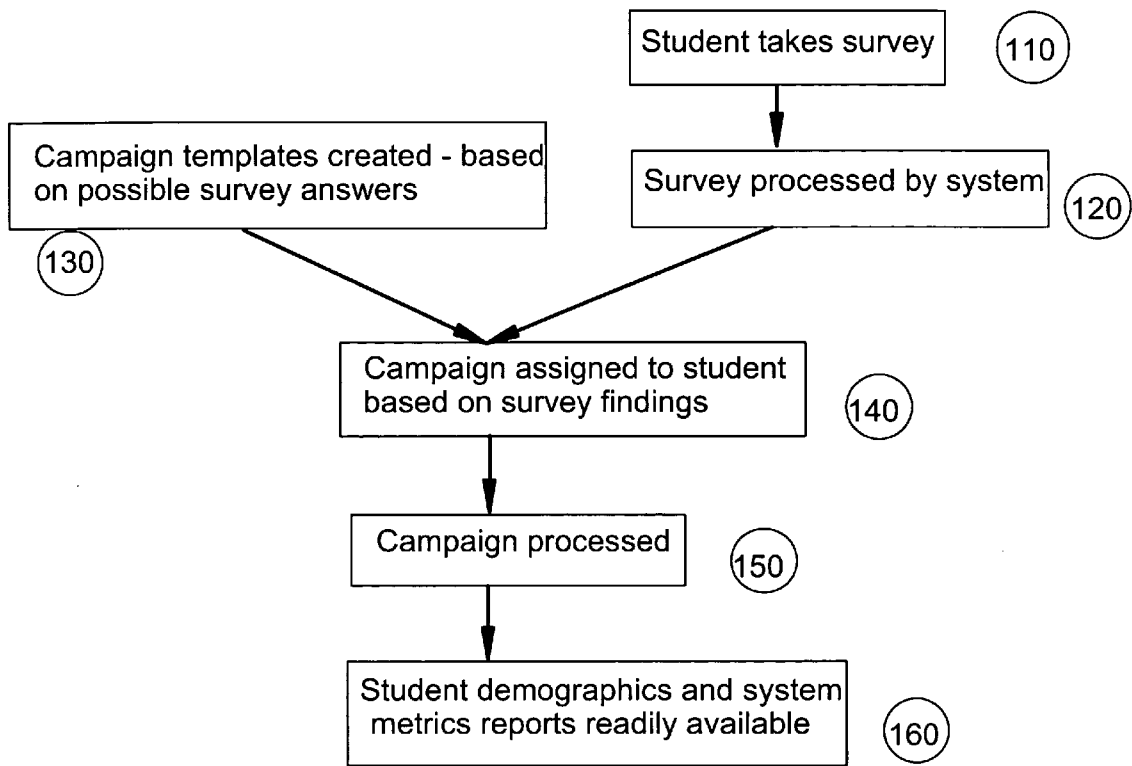 Student takes survey
110
Campaign templates created - based
on possible survey answers
130
Survey processed by system
120
Campaign assigned to student
based on survey findings
140
Campaign processed
150
Student demographics and system
metrics reports readily available
160